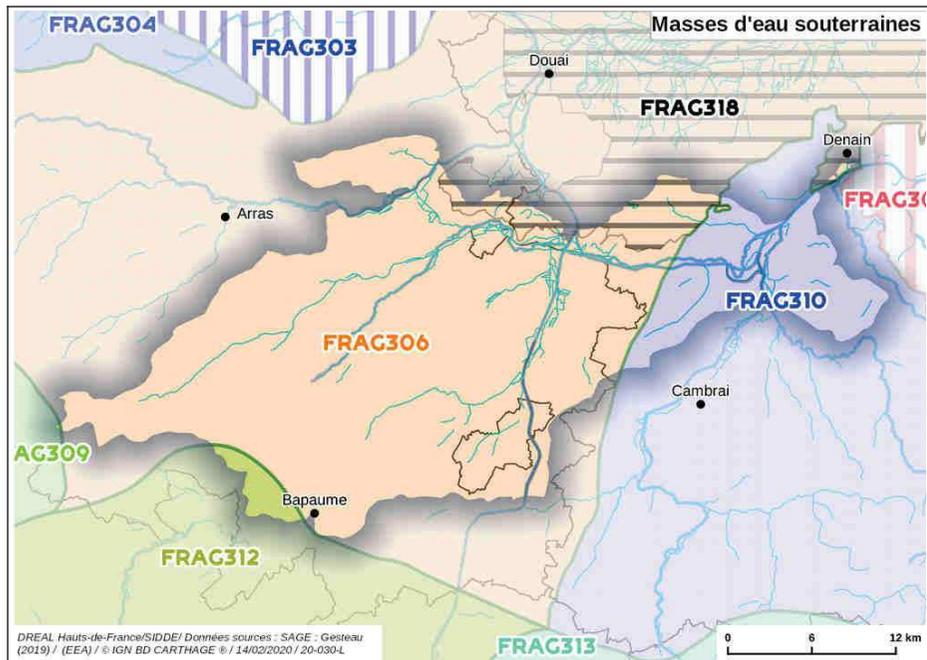 Masses d'eau souterraines
FRAG304
FRAG303
Douai
FRAG318
Denain
FRAG30
Arras
FRAG310
FRAG306
Cambrai
AG309
Bapaume
FRAG312
FRAG313
DREAL Hauts-de-France/SIDDE/ Données sources : SAGE : Gesteau
(2019) / (EEA) / © IGN BD CARTHAGE ® / 14/02/2020 / 20-030-L
0 6 12 km